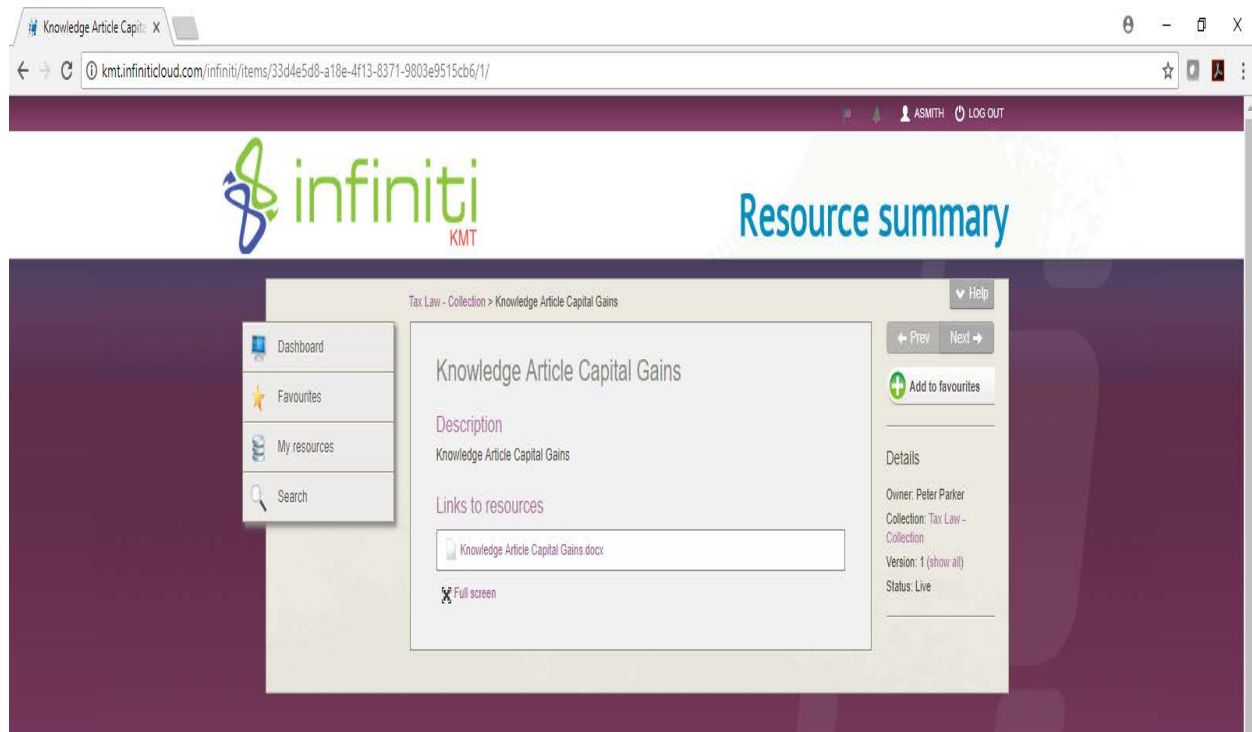 Knowledge Article Capit
kmt.infiniticloud.com/infiniti/items/33d4e5d8-a18e-4f13-8371-9803e9515cb6/1/
ASMITH LOG OUT
infiniti
KMT
Resource summary
Tax Law - Collection > Knowledge Article Capital Gains
Help
Dashboard
Favourites
My resources
Search
Knowledge Article Capital Gains
Description
Knowledge Article Capital Gains
Links to resources
Knowledge Article Capital Gains.docx
Full screen
Prev Next
Add to favourites
Details
Owner: Peter Parker
Collection: Tax Law -
Collection
Version: 1 (show all)
Status: Live